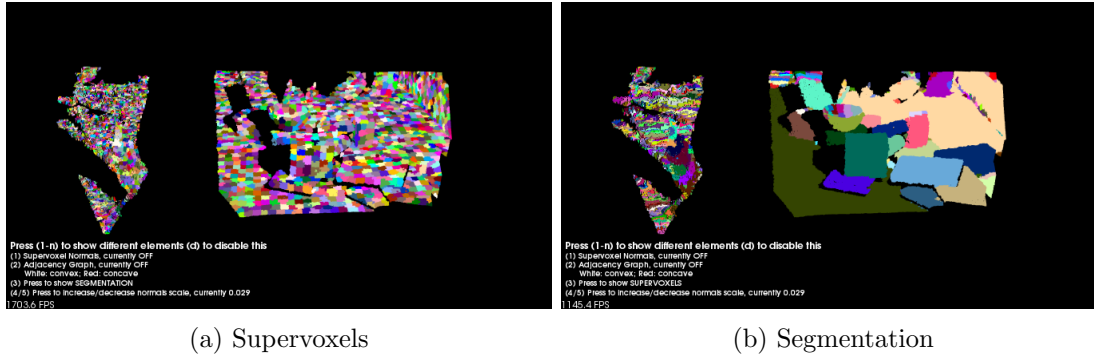 Press (1-n) to show different elements (d) to disable this
(1) Supervoxel Normals, currently OFF
(2) Adjacency Graph, currently OFF
White: convex; Red: concave
(3) Press to show SEGMENTATION
(4/5) Press to increase/decrease normals scale, currently 0.029
1703.6 FPS
(a) Supervoxels
Press (1-n) to show different elements (d) to disable this
(1) Supervoxel Normals, currently OFF
(2) Adjacency Graph, currently OFF
White: convex; Red: concave
(3) Press to show SUPERVOXELS
(4/5) Press to increase/decrease normals scale, currently 0.029
1145.4 FPS
(b) Segmentation